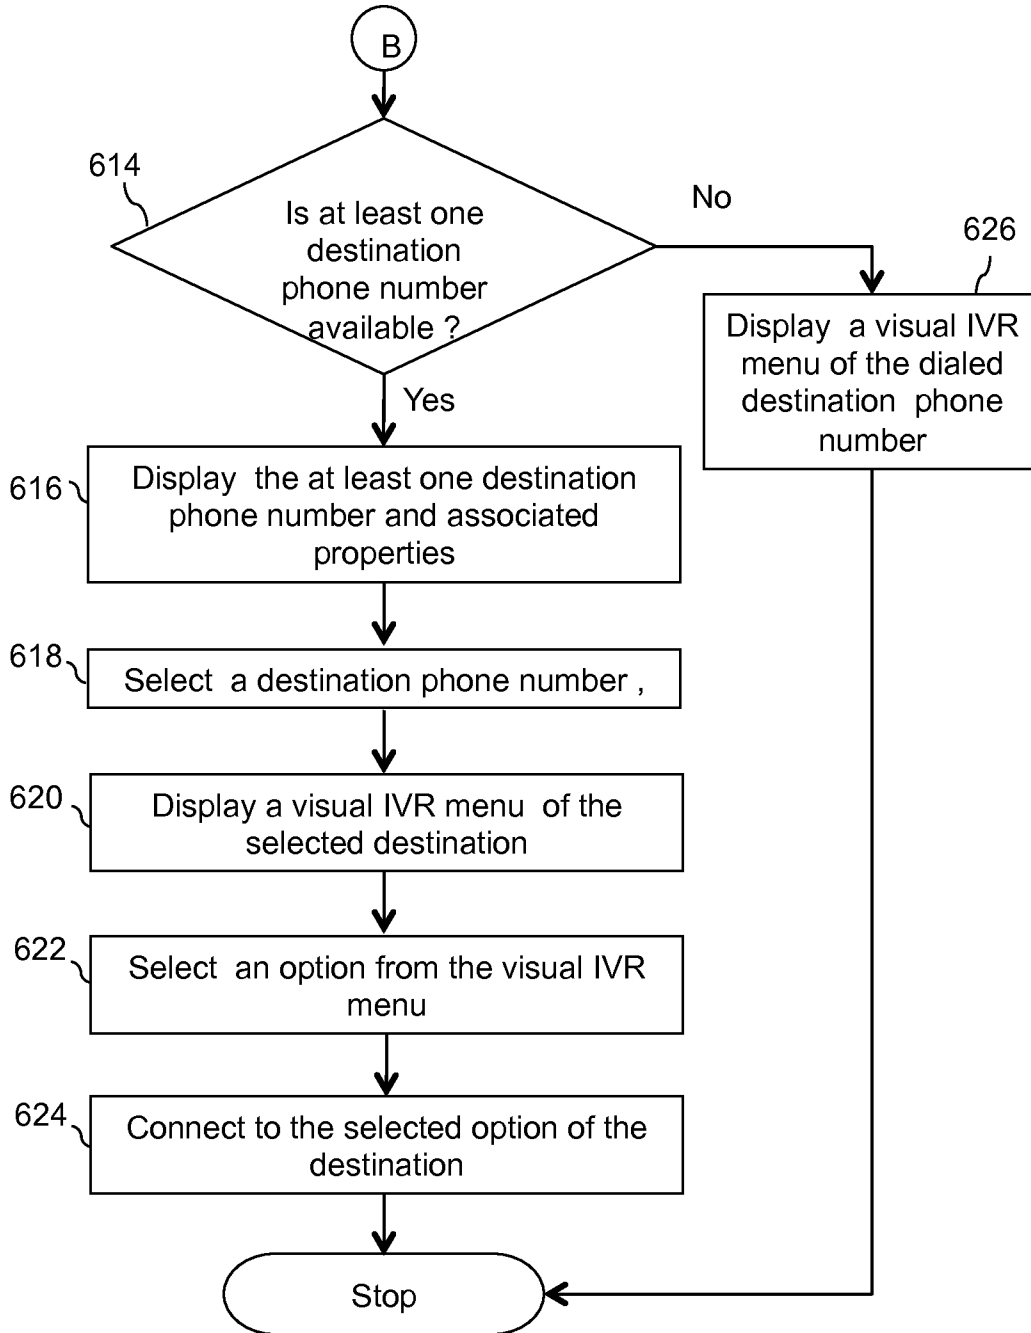 B
614
Is at least one
destination
phone number
available ?
No
626
Display a visual IVR
menu of the dialed
destination phone
number
Yes
616
Display the at least one destination
phone number and associated
properties
618
Select a destination phone number ,
620
Display a visual IVR menu of the
selected destination
622
Select an option from the visual IVR
menu
624
Connect to the selected option of the
destination
Stop